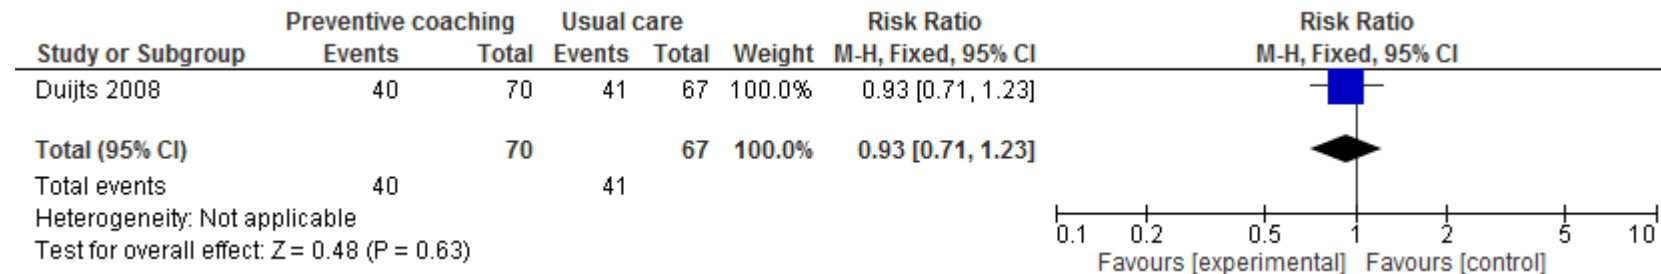 Preventive coaching Usual care Risk Ratio Risk Ratio
Study or Subgroup Events Total Events Total Weight M-H, Fixed, 95% CI M-H, Fixed, 95% CI
Duijts 2008 40 70 41 67 100.0% 0.93 [0.71, 1.23]
Total (95% CI) 70 67 100.0% 0.93 [0.71, 1.23]
Total events 40 41
Heterogeneity: Not applicable
Test for overall effect: Z = 0.48 (P = 0.63)
0.1 0.2 0.5 1 2 5 10
Favours [experimental] Favours [control]